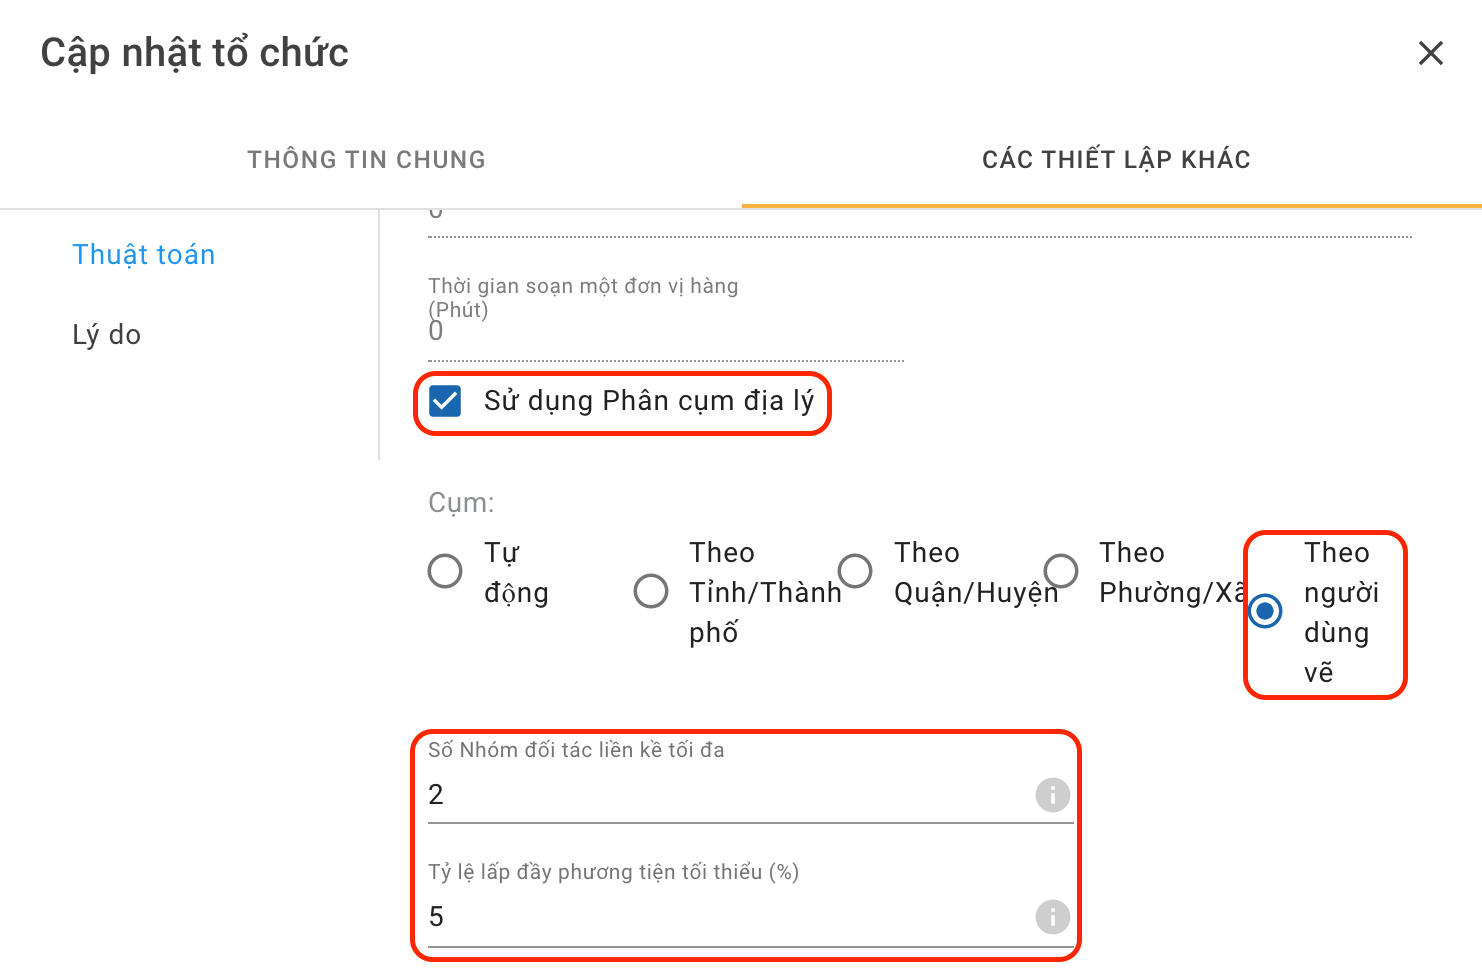 Cập nhật tổ chức
THÔNG TIN CHUNG
CÁC THIẾT LẬP KHÁC
Thuật toán
Lý do
0
Thời gian soạn một đơn vị hàng
(Phút)
0
Sử dụng Phân cụm địa lý
Cụm:
Tự
động
Theo
Tỉnh/Thành
phố
Theo
Quận/Huyện
Theo
Phường/Xã
Theo
người
dùng
vẽ
Số Nhóm đối tác liền kề tối đa
2
Tỷ lệ lấp đầy phương tiện tối thiểu (%)
5